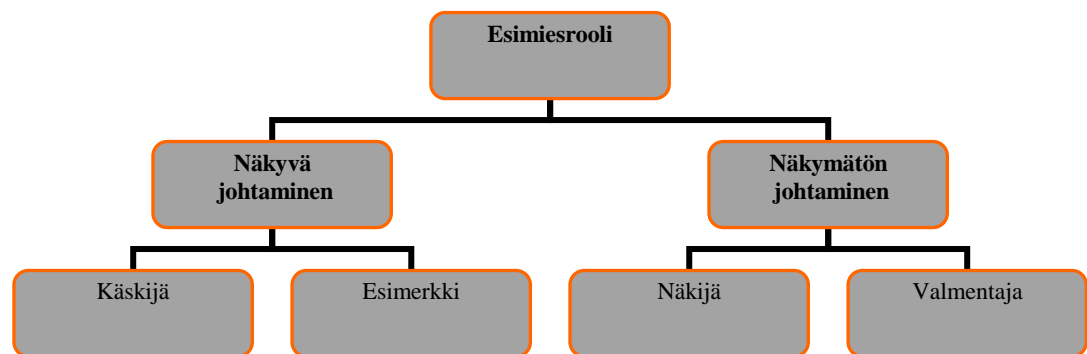 Esimiesrooli
Näkyvä
johtaminen
Näkymätön
johtaminen
Käskijä
Esimerkki
Näkijä
Valmentaja